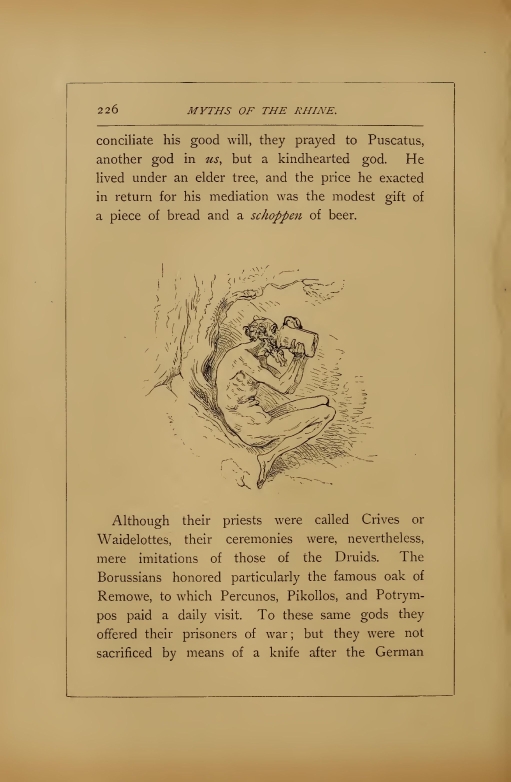 226
MYTHS OF THE RHINE.
conciliate his good will, they prayed to Puscatus,
another god in us, but a kindhearted god. He
lived under an elder tree, and the price he exacted
in return for his mediation was the modest gift of
a piece of bread and a schoppen of beer.
Although their priests were called Crives or
Waidelottes, their ceremonies were, nevertheless,
mere imitations of those of the Druids. The
Borussians honored particularly the famous oak of
Remowe, to which Percunos, Pikollos, and Potrym-
pos paid a daily visit. To these same gods they
offered their prisoners of war; but they were not
sacrificed by means of a knife after the German